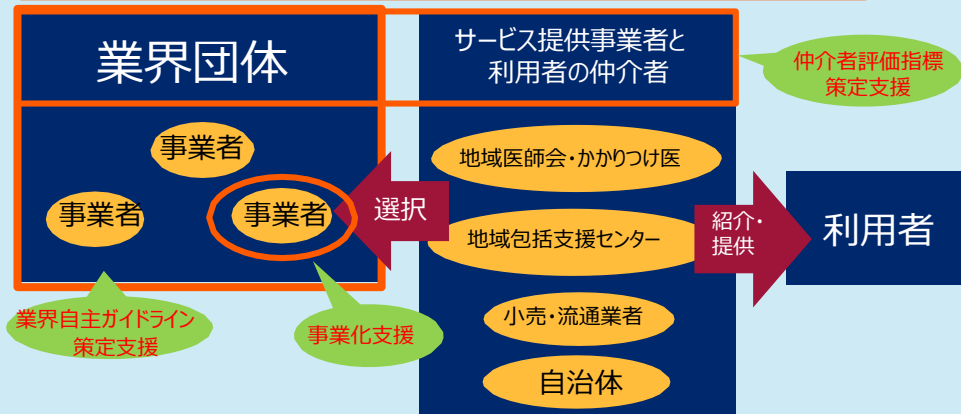 業界団体
サービス提供事業者と
利用者の仲介者
仲介者評価指標
策定支援
事業者
事業者
事業者
選択
地域医師会・かかりつけ医
地域包括支援センター
小売・流通業者
自治体
紹介・
提供
利用者
業界自主ガイドライン
策定支援
事業化支援